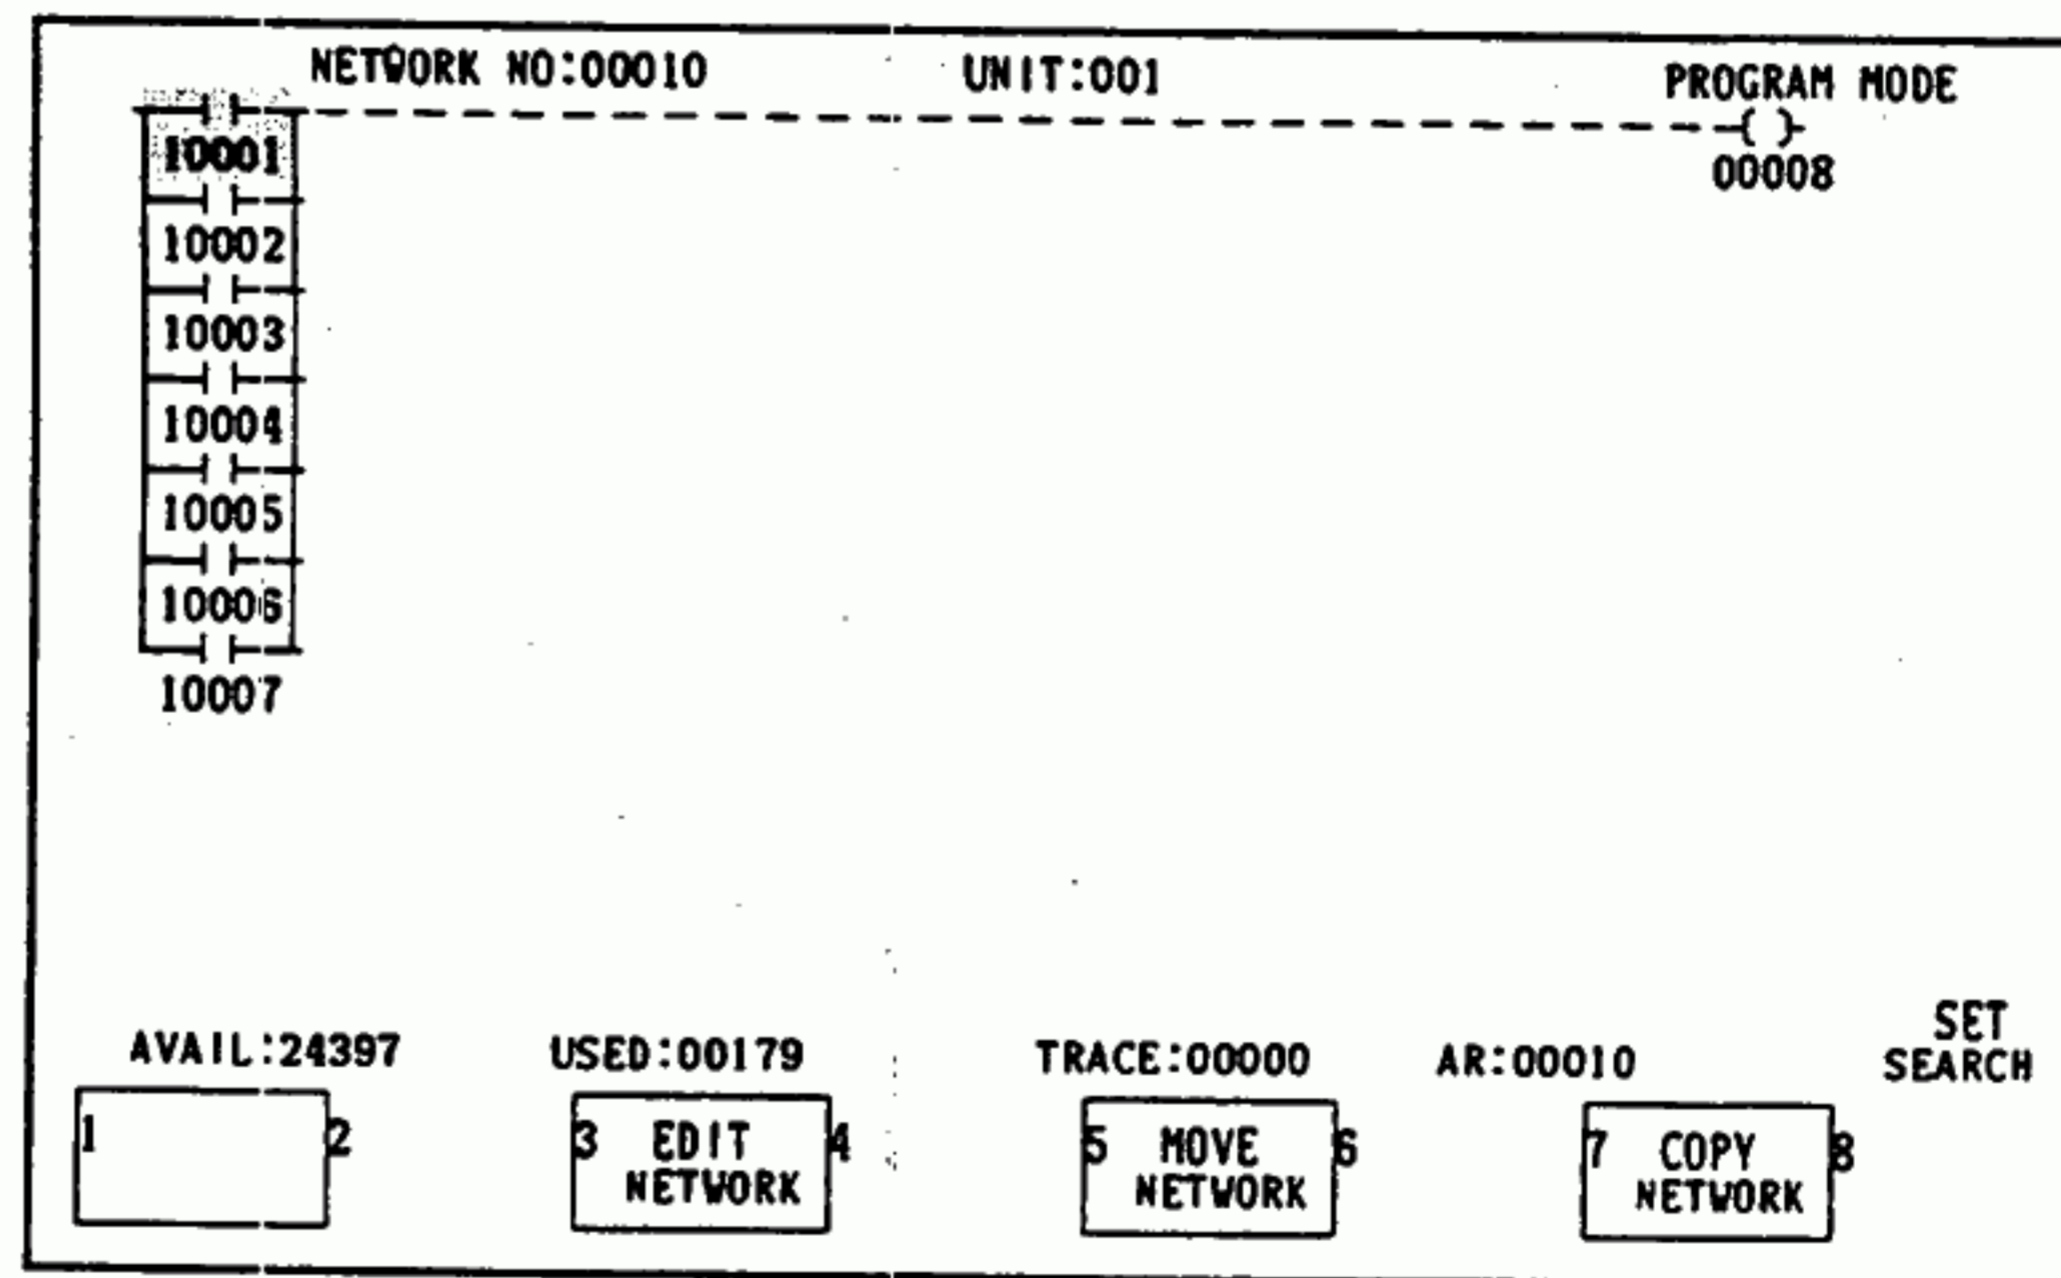 NETWORK NO:00010 UNIT:001 PROGRAM MODE
10001
00008
10002
10003
10004
10005
10006
10007
SET
SEARCH
AVAIL:24397 USED:00179 TRACE:00000 AR:00010
1 2 3 EDIT 4 5 MOVE 6 7 COPY 8
NETWORK NETWORK NETWORK